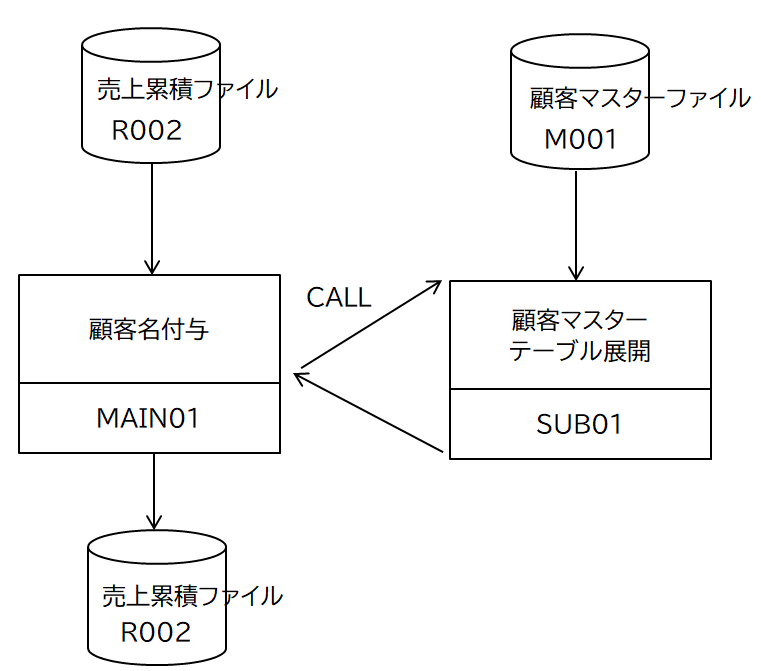 売上累積ファイル
R002
顧客マスターファイル
M001
CALL
顧客名付与
MAIN01
顧客マスター
テーブル展開
SUB01
売上累積ファイル
R002